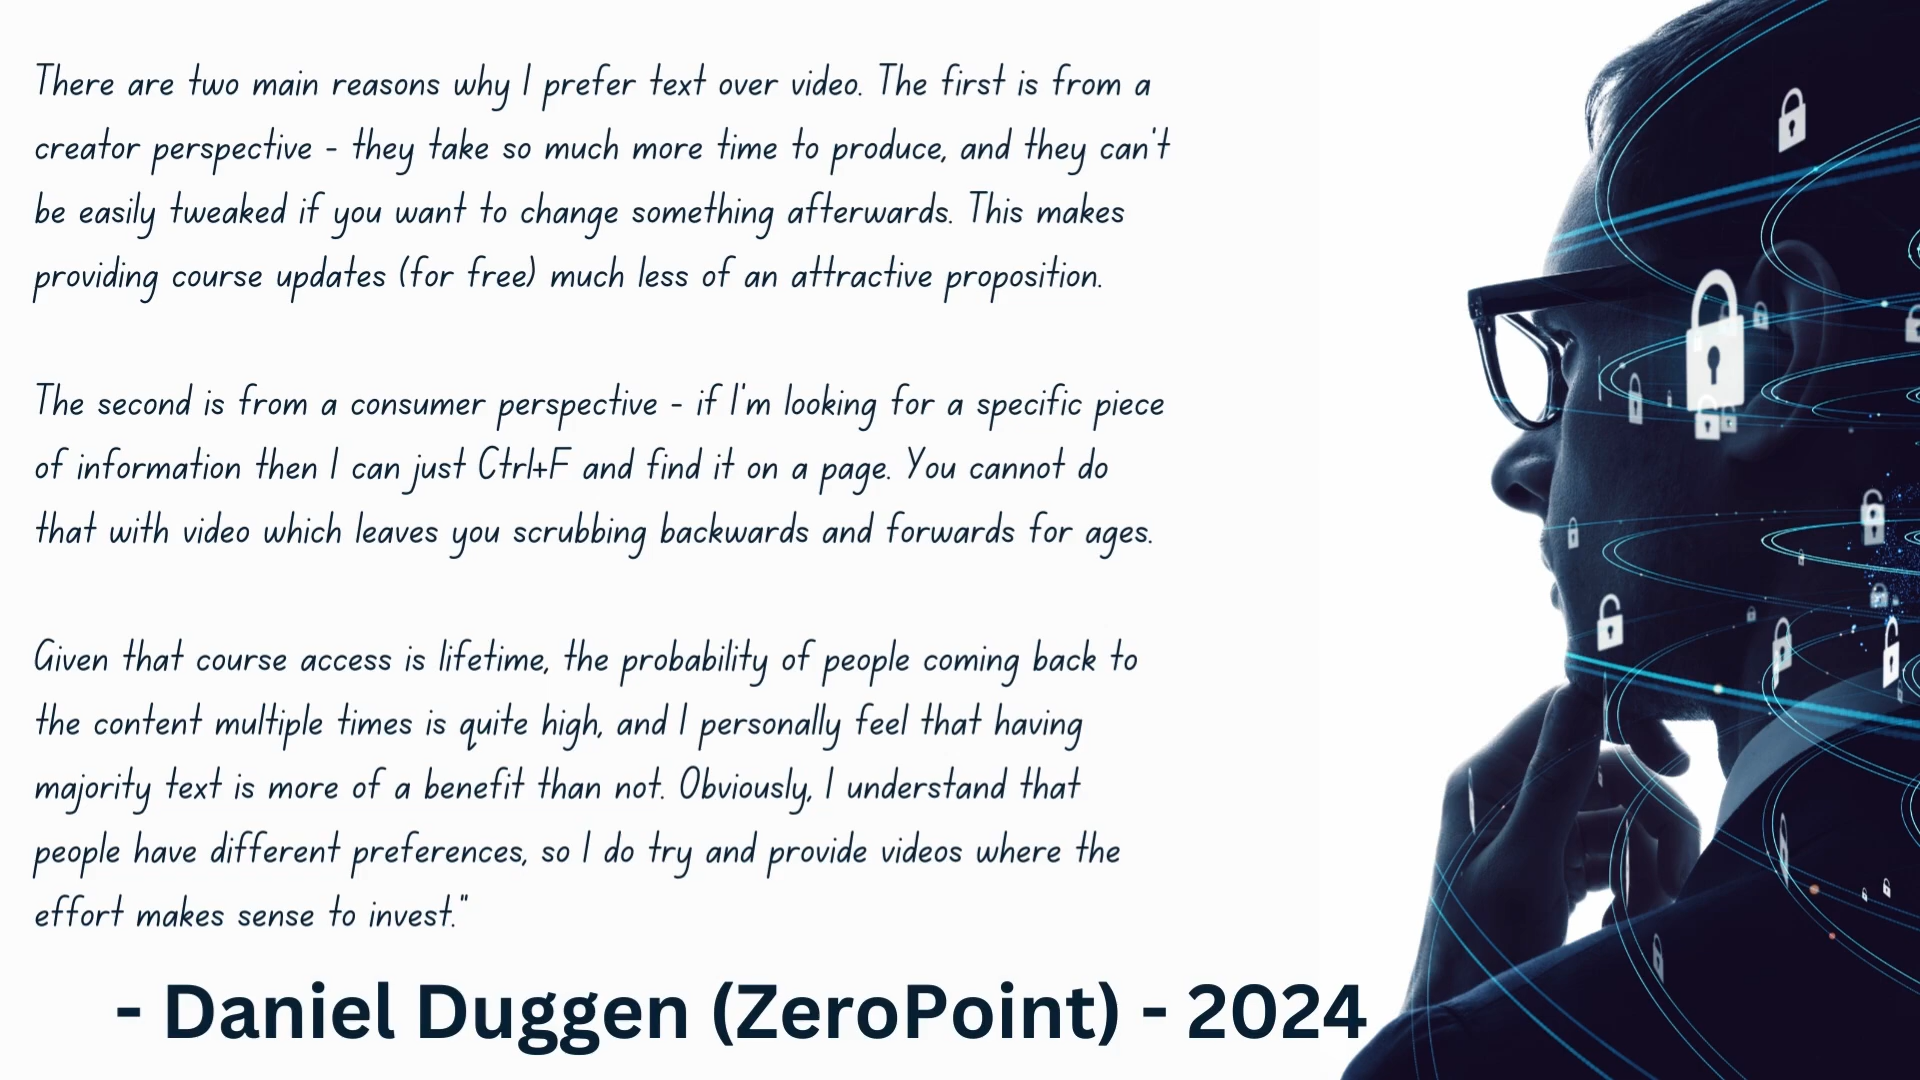 There are two main reasons why I prefer text over video. The first is from a
creator perspective - they take so much more time to produce, and they can't
be easily tweaked if you want to change something afterwards. This makes
providing course updates (for free) much less of an attractive proposition.
The second is from a consumer perspective - if I'm looking for a specific piece
of information then I can just Ctrl+F and find it on a page. You cannot do
that with video which leaves you scrubbing backwards and forwards for ages.
Given that course access is lifetime, the probability of people coming back to
the content multiple times is quite high, and I personally feel that having
majority text is more of a benefit than not. Obviously, I understand that
people have different preferences, so I do try and provide videos where the
effort makes sense to invest."
- Daniel Duggen (ZeroPoint) - 2024